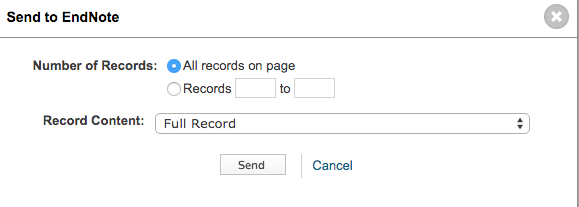 Send to EndNote
Number of Records: All records on page
Records to
Record Content: Full Record
Send Cancel